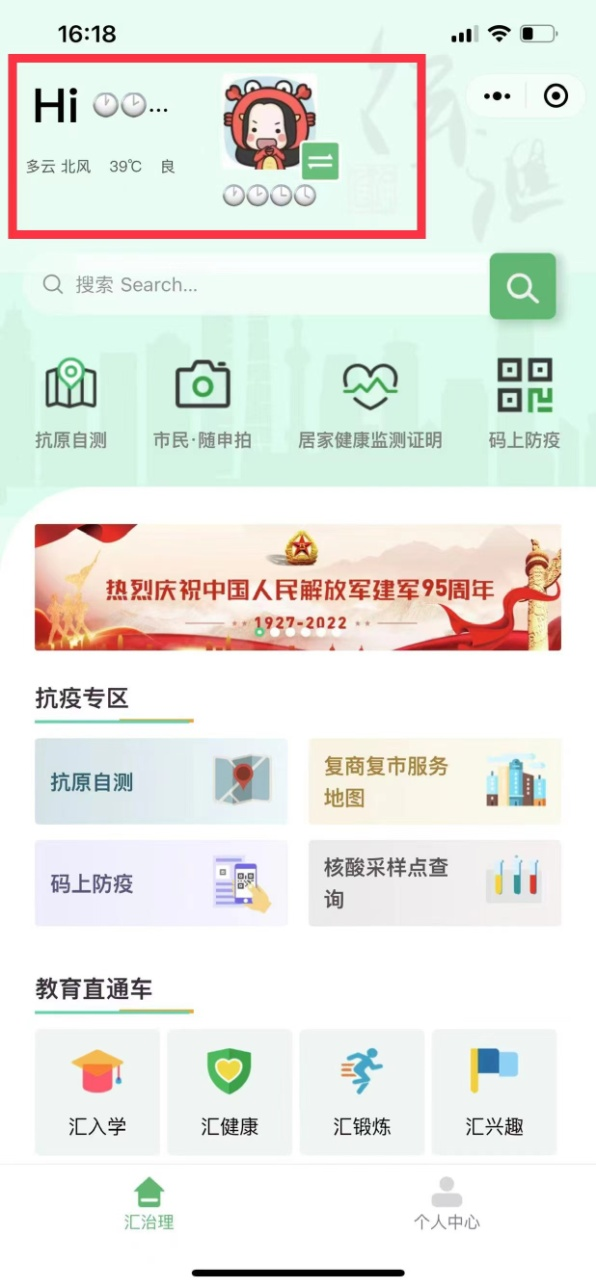 16:18
Hi 🕐🕑...
多云 北风 39℃ 良
🕐🕑🕓🕓
徐汇
搜索 Search...
抗原自测
市民·随申拍
居家健康监测证明
码上防疫
热烈庆祝中国人民解放军建军95周年
1927-2022
抗疫专区
抗原自测
复商复市服务
地图
码上防疫
核酸采样点查
询
教育直通车
汇入学
汇健康
汇锻炼
汇兴趣
汇治理
个人中心